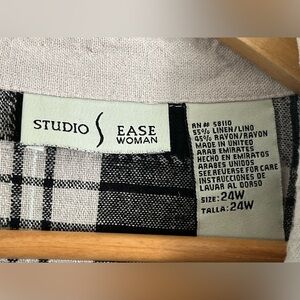 STUDIO S EASE
WOMAN
RN # 58110
55% LINEN/LINO
45% RAYON/RAYON
MADE IN UNITED
ARAB EMIRATES
HECHO EN EMIRATOS
ARABES UNIDOS
SEE REVERSE FOR CARE
INSTRUCCIONES DE
LAVAR AL DORSO
SIZE: 24W
TALLA: 24W